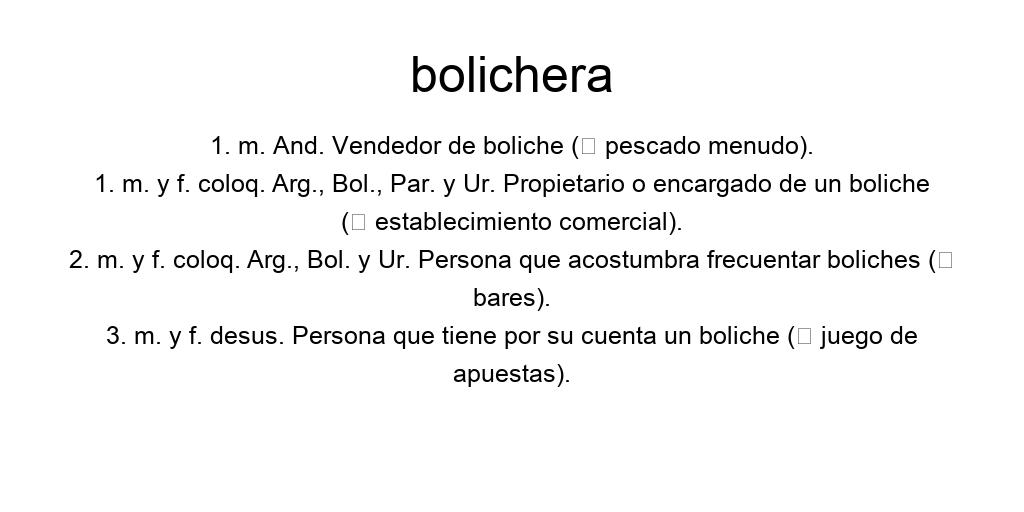 bolichera
1. m. And. Vendedor de boliche (□ pescado menudo).
1. m. y f. coloq. Arg., Bol., Par. y Ur. Propietario o encargado de un boliche
(□ establecimiento comercial).
2. m. y f. coloq. Arg., Bol. y Ur. Persona que acostumbra frecuentar boliches (□
bares).
3. m. y f. desus. Persona que tiene por su cuenta un boliche (□ juego de
apuestas).